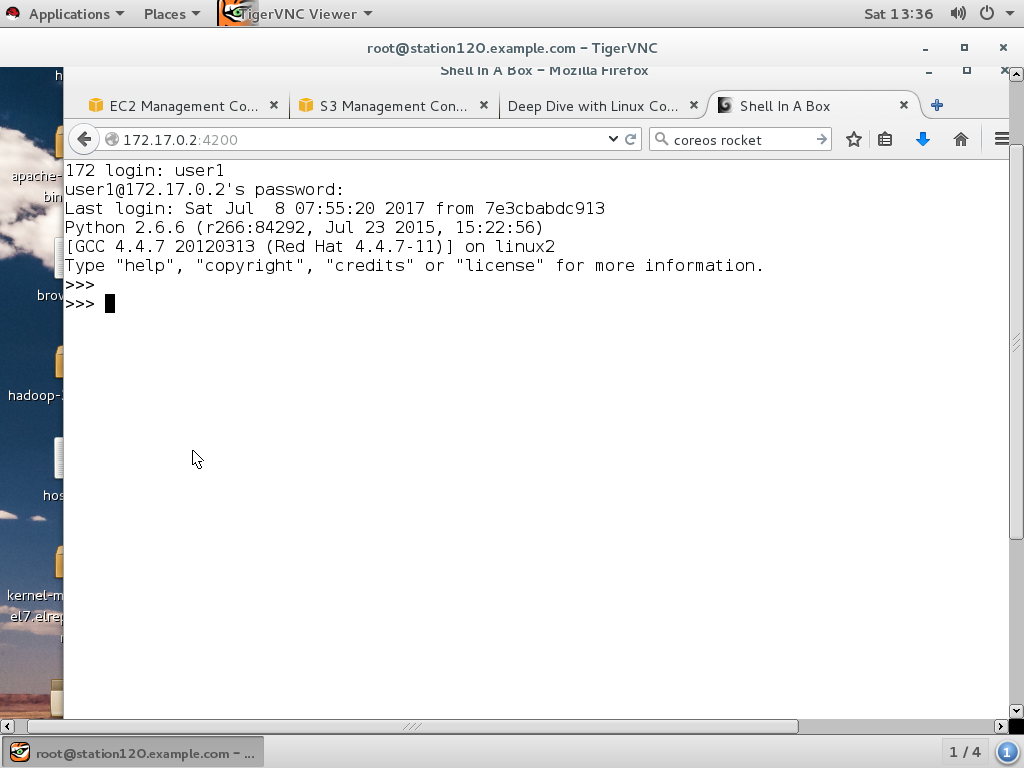 Applications Places TigerVNC Viewer Sat 13:36
root@station120.example.com – TigerVNC
Shell In A Box – Mozilla Firefox
EC2 Management Co... S3 Management Con... Deep Dive with Linux Co... Shell In A Box
172.17.0.2:4200 coreos rocket
172 login: user1
user1@172.17.0.2's password:
Last login: Sat Jul  8 07:55:20 2017 from 7e3cbabdc913
Python 2.6.6 (r266:84292, Jul 23 2015, 15:22:56)
[GCC 4.4.7 20120313 (Red Hat 4.4.7-11)] on linux2
Type "help", "copyright", "credits" or "license" for more information.
>>>
>>>
h
apache-
bin
brow
hadoop-
hos
kernel-m
el7.elre
root@station120.example.com – ... 1 / 4 1